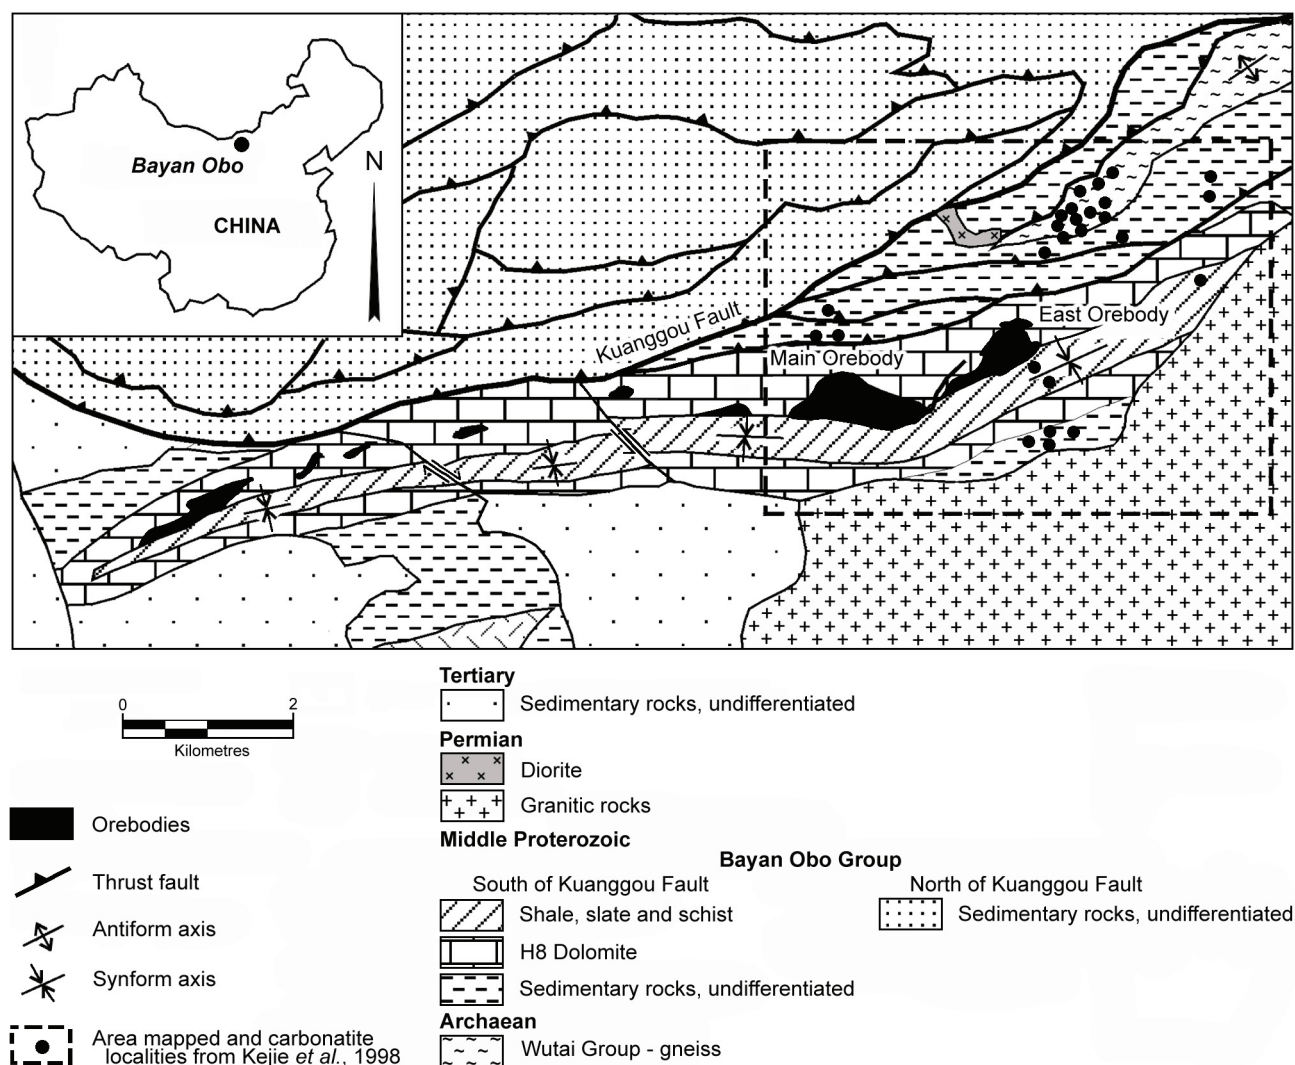 Bayan Obo
CHINA
N
Kuanggou Fault
East Orebody
Main Orebody
0 2
Kilometres
Orebodies
Thrust fault
Antiform axis
Synform axis
Area mapped and carbonatite
localities from Kejie et al., 1998
Tertiary
Sedimentary rocks, undifferentiated
Permian
Diorite
Granitic rocks
Middle Proterozoic
Bayan Obo Group
South of Kuanggou Fault
North of Kuanggou Fault
Shale, slate and schist
Sedimentary rocks, undifferentiated
H8 Dolomite
Sedimentary rocks, undifferentiated
Archaean
Wutai Group - gneiss